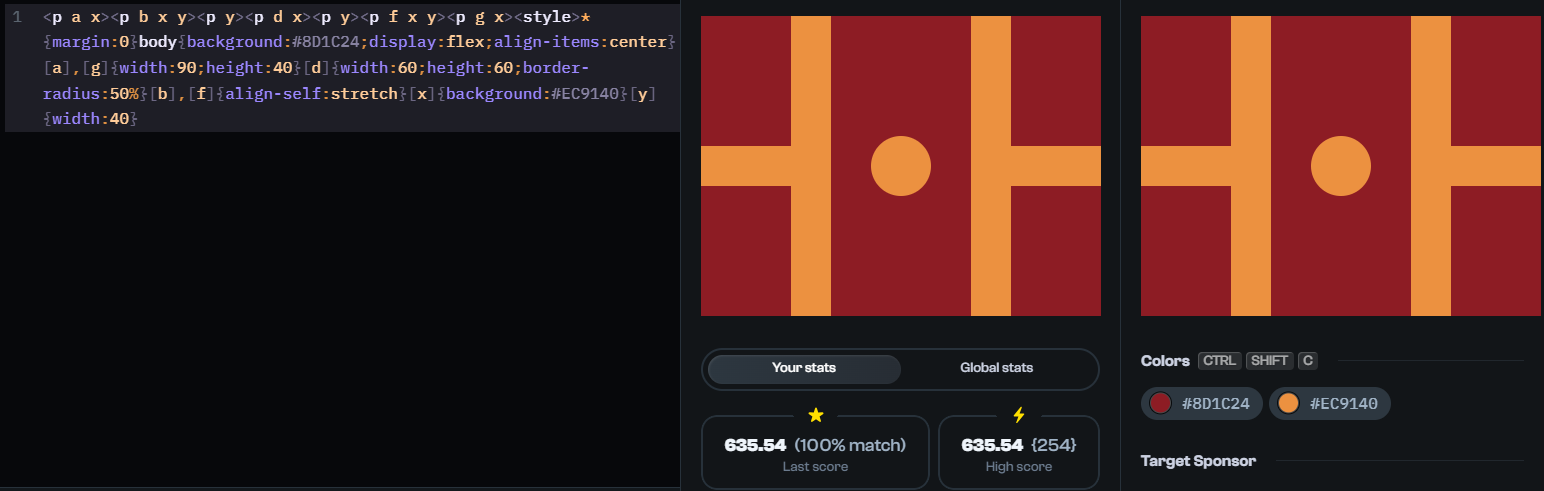 1 <p a x><p b x y><p y><p d x><p y><p f x y><p g x><style>*
{margin:0}body{background:#8D1C24;display:flex;align-items:center}
[a],[g]{width:90;height:40}[d]{width:60;height:60;border-
radius:50%}[b],[f]{align-self:stretch}[x]{background:#EC9140}[y]
{width:40}
Your stats Global stats
635.54 (100% match)
Last score
635.54 {254}
High score
Colors CTRL SHIFT C
#8D1C24 #EC9140
Target Sponsor